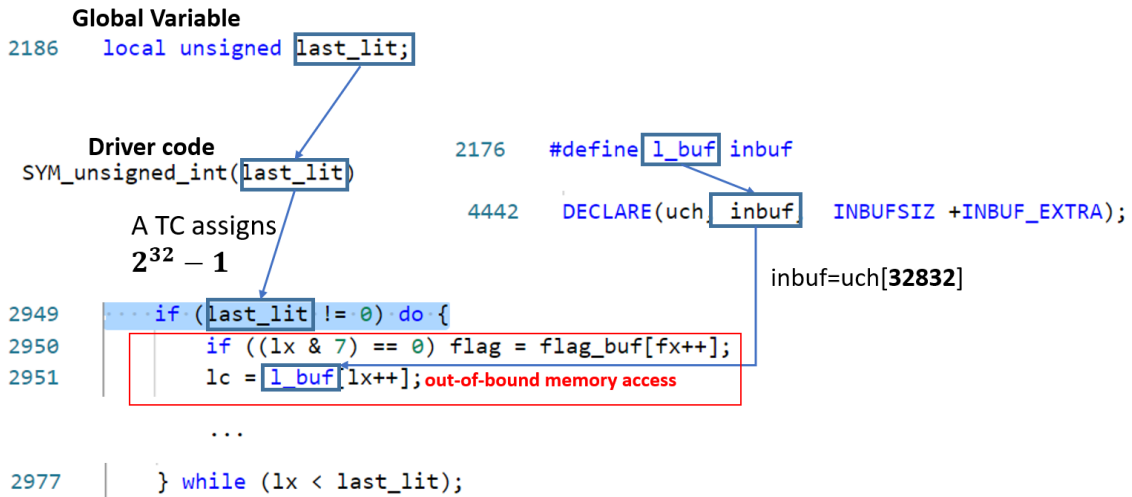 Global Variable
2186 local unsigned last_lit;
Driver code
SYM_unsigned_int(last_lit)
2176 #define l_buf inbuf
4442 DECLARE(uch, inbuf, INBUFSIZ +INBUF_EXTRA);
A TC assigns
2³² − 1
inbuf=uch[32832]
2949 if (last_lit != 0) do {
2950 if ((lx & 7) == 0) flag = flag_buf[fx++];
2951 lc = l_buf[lx++]; out-of-bound memory access
...
2977 } while (lx < last_lit);